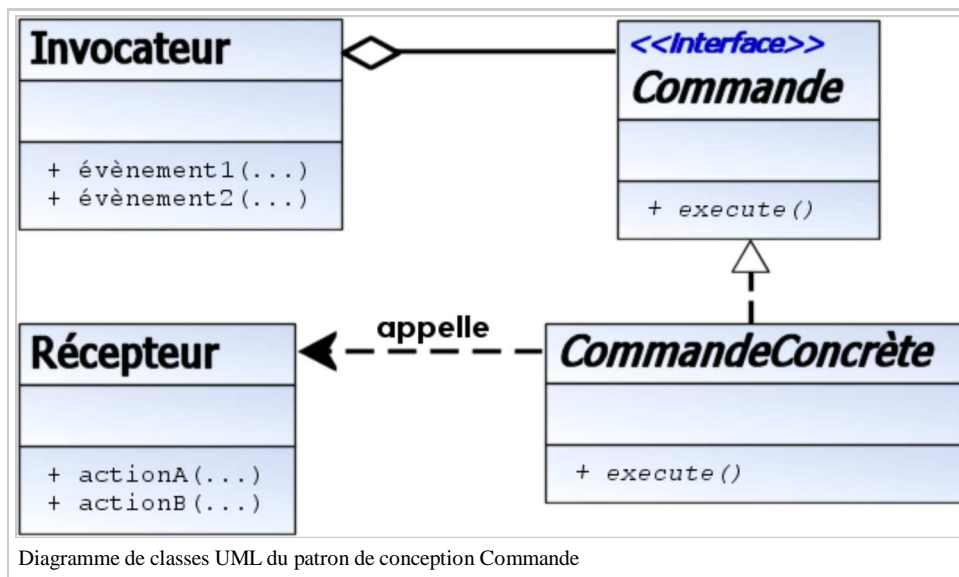 Invocateur
+ évènement1(...)
+ évènement2(...)
<<Interface>>
Commande
+ execute()
appelle
Récepteur
+ actionA(...)
+ actionB(...)
CommandeConcrète
+ execute()
Diagramme de classes UML du patron de conception Commande